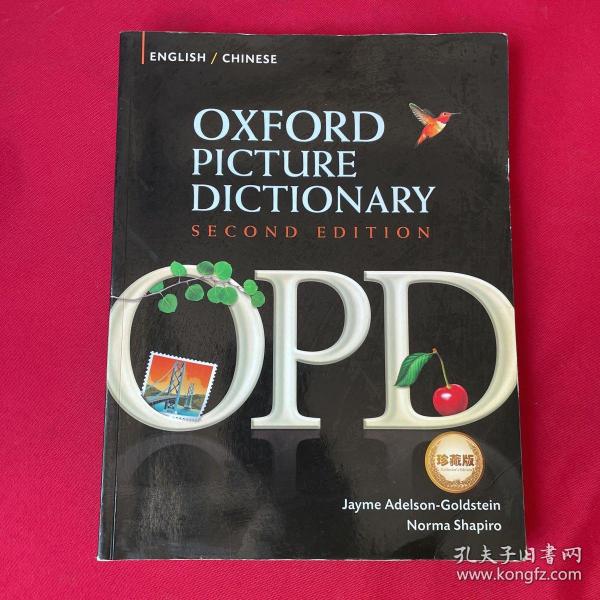 ENGLISH / CHINESE
OXFORD
PICTURE
DICTIONARY
SECOND EDITION
OPD
珍藏版
Jayme Adelson-Goldstein
Norma Shapiro
孔夫子旧書网
www.kongfz.com